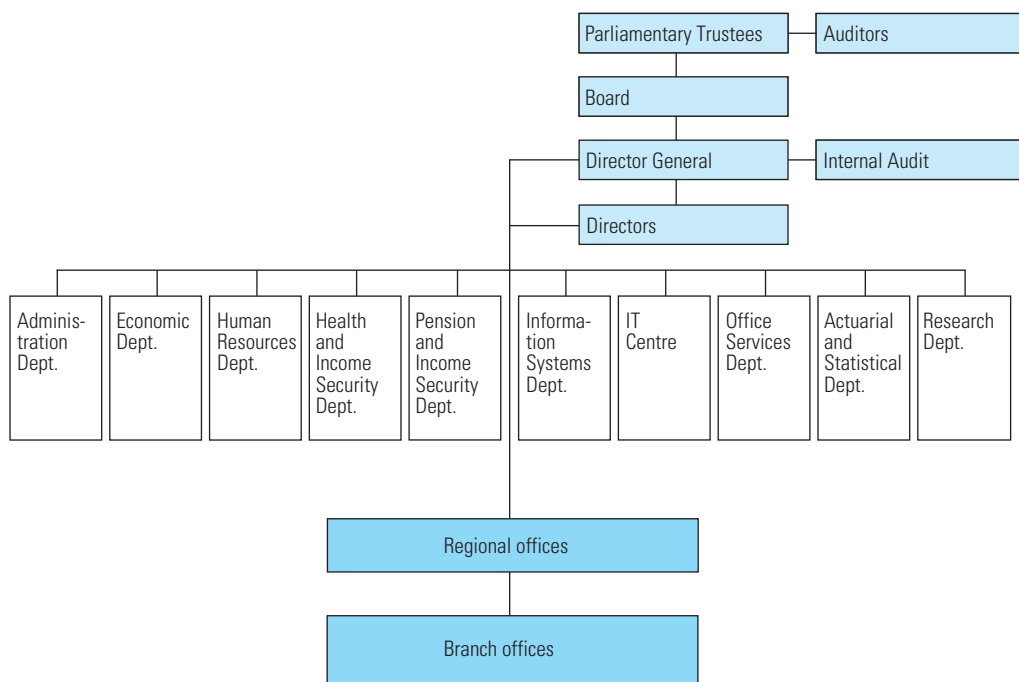 Parliamentary Trustees
Auditors
Board
Director General
Internal Audit
Directors
Adminis-
tration
Dept.
Economic
Dept.
Human
Resources
Dept.
Health
and
Income
Security
Dept.
Pension
and
Income
Security
Dept.
Informa-
tion
Systems
Dept.
IT
Centre
Office
Services
Dept.
Actuarial
and
Statistical
Dept.
Research
Dept.
Regional offices
Branch offices